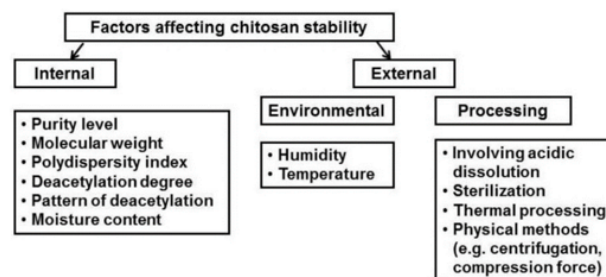 Factors affecting chitosan stability
Internal
External
• Purity level
• Molecular weight
• Polydispersity index
• Deacetylation degree
• Pattern of deacetylation
• Moisture content
Environmental
• Humidity
• Temperature
Processing
• Involving acidic
dissolution
• Sterilization
• Thermal processing
• Physical methods
(e.g. centrifugation,
compression force)